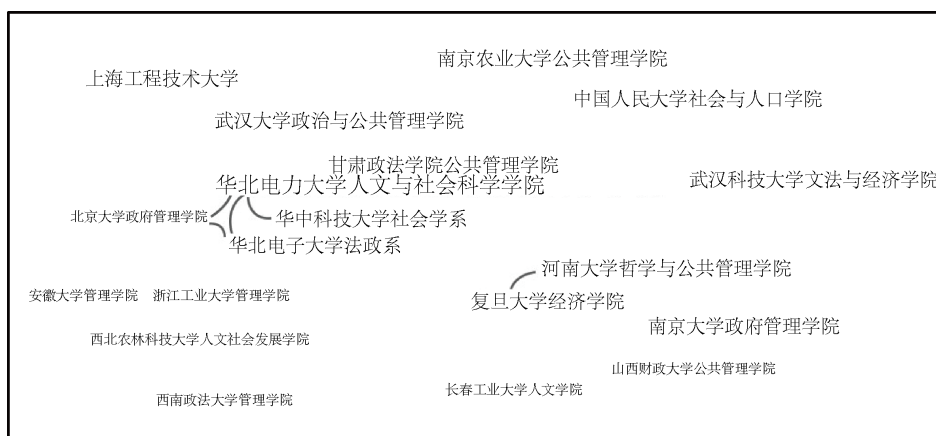 南京农业大学公共管理学院
上海工程技术大学
中国人民大学社会与人口学院
武汉大学政治与公共管理学院
甘肃政法学院公共管理学院
华北电力大学人文与社会科学学院
武汉科技大学文法与经济学院
北京大学政府管理学院
华中科技大学社会学系
华北电子大学法政系
河南大学哲学与公共管理学院
安徽大学管理学院
浙江工业大学管理学院
复旦大学经济学院
南京大学政府管理学院
西北农林科技大学人文社会发展学院
山西财政大学公共管理学院
长春工业大学人文学院
西南政法大学管理学院